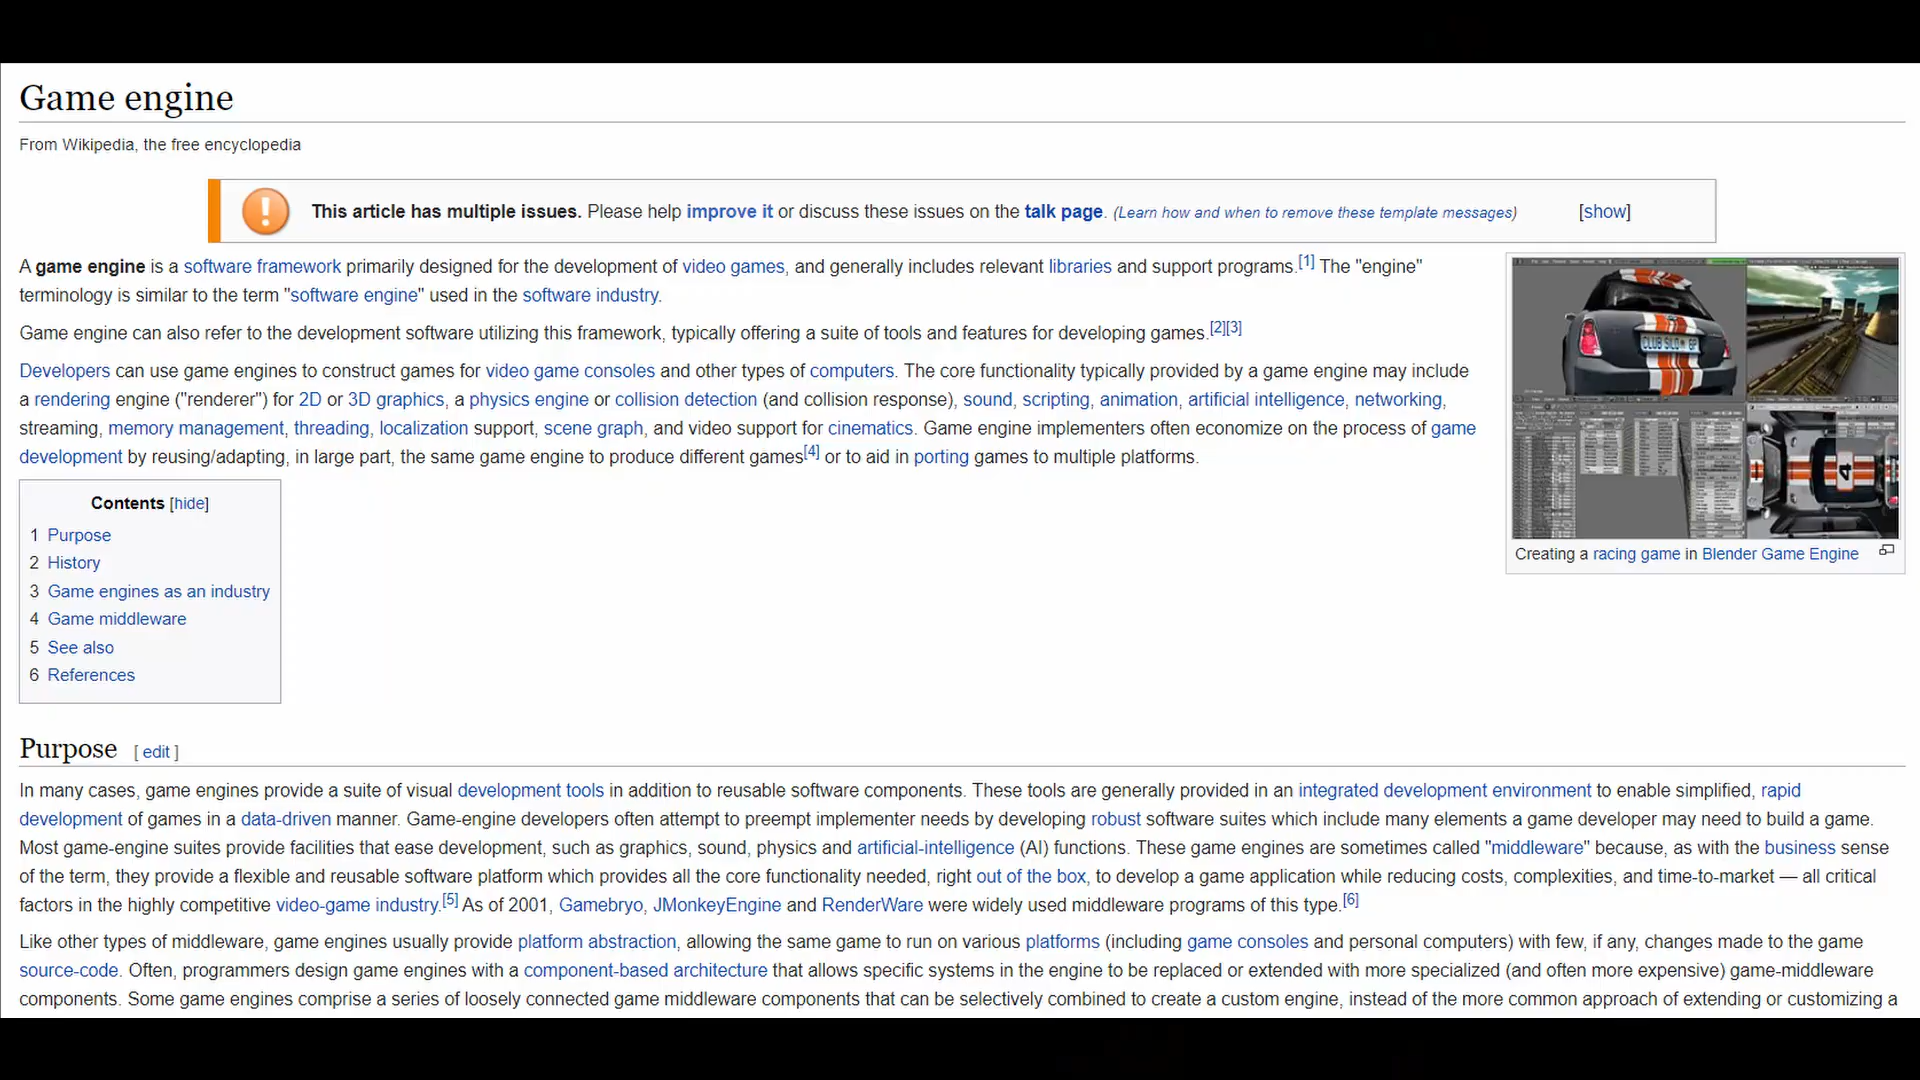 Game engine
From Wikipedia, the free encyclopedia
This article has multiple issues. Please help improve it or discuss these issues on the talk page. (Learn how and when to remove these template messages) [show]
A game engine is a software framework primarily designed for the development of video games, and generally includes relevant libraries and support programs.[1] The "engine"
terminology is similar to the term "software engine" used in the software industry.
Game engine can also refer to the development software utilizing this framework, typically offering a suite of tools and features for developing games.[2][3]
Developers can use game engines to construct games for video game consoles and other types of computers. The core functionality typically provided by a game engine may include
a rendering engine ("renderer") for 2D or 3D graphics, a physics engine or collision detection (and collision response), sound, scripting, animation, artificial intelligence, networking,
streaming, memory management, threading, localization support, scene graph, and video support for cinematics. Game engine implementers often economize on the process of game
development by reusing/adapting, in large part, the same game engine to produce different games[4] or to aid in porting games to multiple platforms.
4
Creating a racing game in Blender Game Engine
Contents [hide]
1 Purpose
2 History
3 Game engines as an industry
4 Game middleware
5 See also
6 References
Purpose [ edit ]
In many cases, game engines provide a suite of visual development tools in addition to reusable software components. These tools are generally provided in an integrated development environment to enable simplified, rapid
development of games in a data-driven manner. Game-engine developers often attempt to preempt implementer needs by developing robust software suites which include many elements a game developer may need to build a game.
Most game-engine suites provide facilities that ease development, such as graphics, sound, physics and artificial-intelligence (AI) functions. These game engines are sometimes called "middleware" because, as with the business sense
of the term, they provide a flexible and reusable software platform which provides all the core functionality needed, right out of the box, to develop a game application while reducing costs, complexities, and time-to-market — all critical
factors in the highly competitive video-game industry.[5] As of 2001, Gamebryo, JMonkeyEngine and RenderWare were widely used middleware programs of this type.[6]
Like other types of middleware, game engines usually provide platform abstraction, allowing the same game to run on various platforms (including game consoles and personal computers) with few, if any, changes made to the game
source-code. Often, programmers design game engines with a component-based architecture that allows specific systems in the engine to be replaced or extended with more specialized (and often more expensive) game-middleware
components. Some game engines comprise a series of loosely connected game middleware components that can be selectively combined to create a custom engine, instead of the more common approach of extending or customizing a